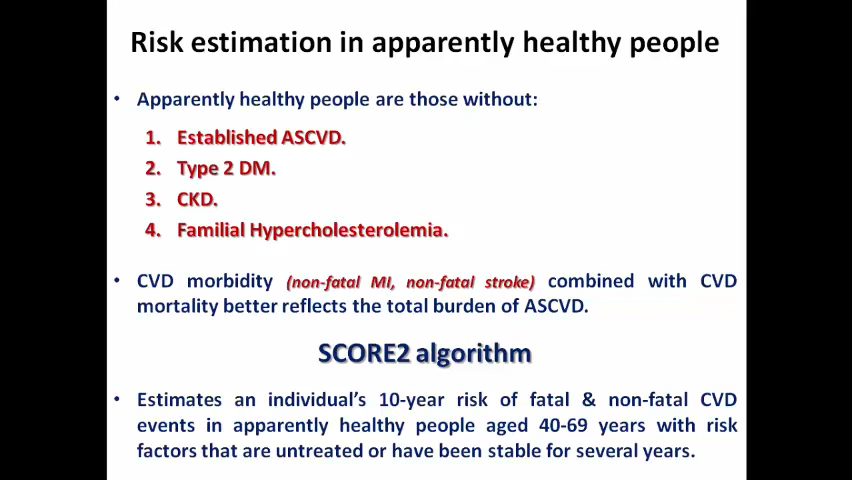 Risk estimation in apparently healthy people
• Apparently healthy people are those without:
1. Established ASCVD.
2. Type 2 DM.
3. CKD.
4. Familial Hypercholesterolemia.
• CVD morbidity (non-fatal MI, non-fatal stroke) combined with CVD
mortality better reflects the total burden of ASCVD.
SCORE2 algorithm
• Estimates an individual's 10-year risk of fatal & non-fatal CVD
events in apparently healthy people aged 40-69 years with risk
factors that are untreated or have been stable for several years.